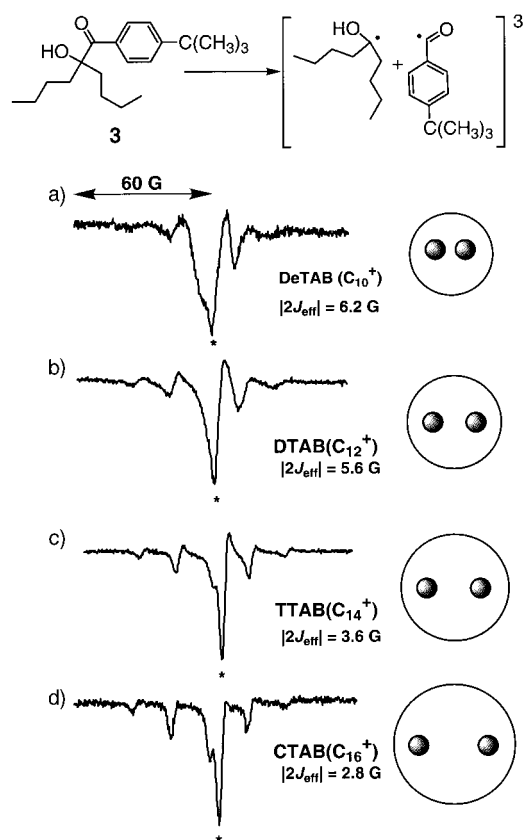 HO
O
C(CH₃)₃
3
HO
•
•
O
+
C(CH₃)₃
3
a)
60 G
DeTAB (C₁₀⁺)
|2Jeff| = 6.2 G
*
b)
DTAB(C₁₂⁺)
|2Jeff| = 5.6 G
*
c)
TTAB(C₁₄⁺)
|2Jeff| = 3.6 G
*
d)
CTAB(C₁₆⁺)
|2Jeff| = 2.8 G
*